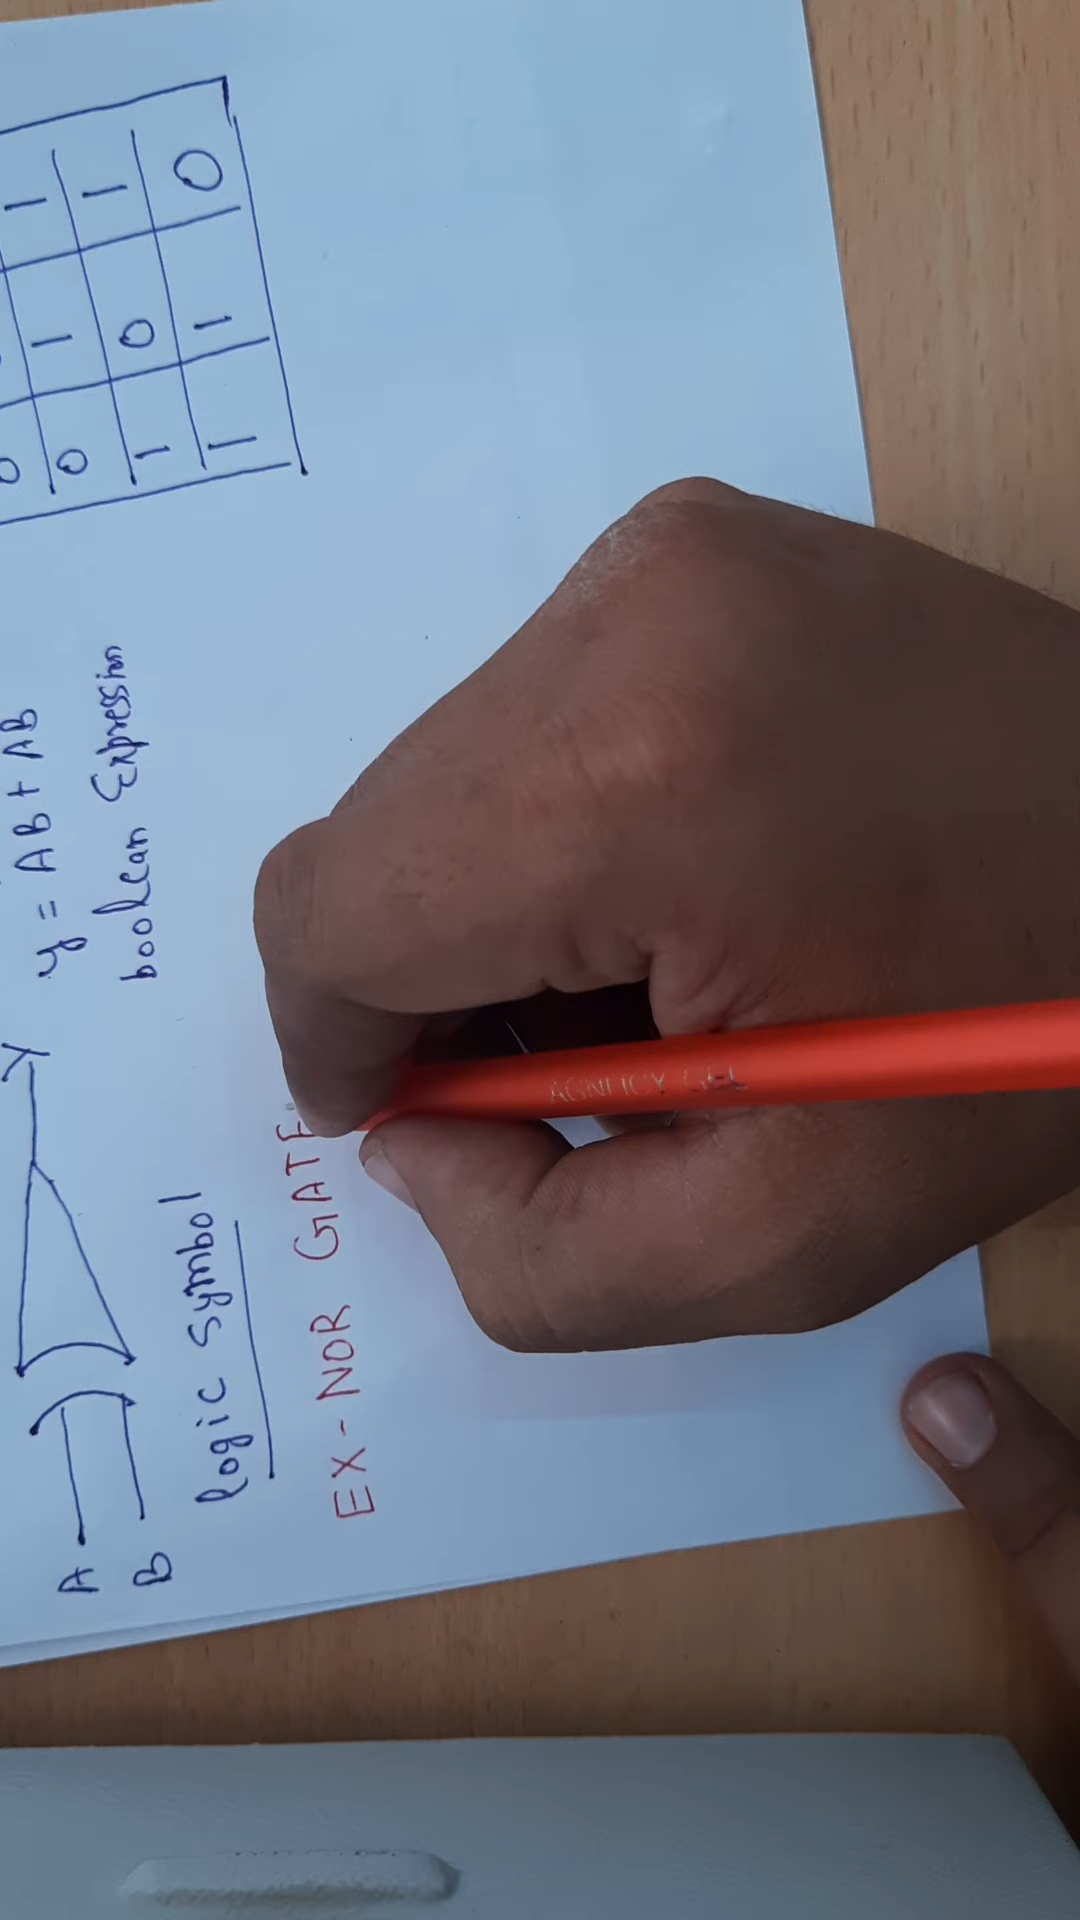 0
0 1 1
1 0 1
1 1 0
Y y = AB + AB
boolean Expression
A
B
Logic Symbol
EX-NOR GATE